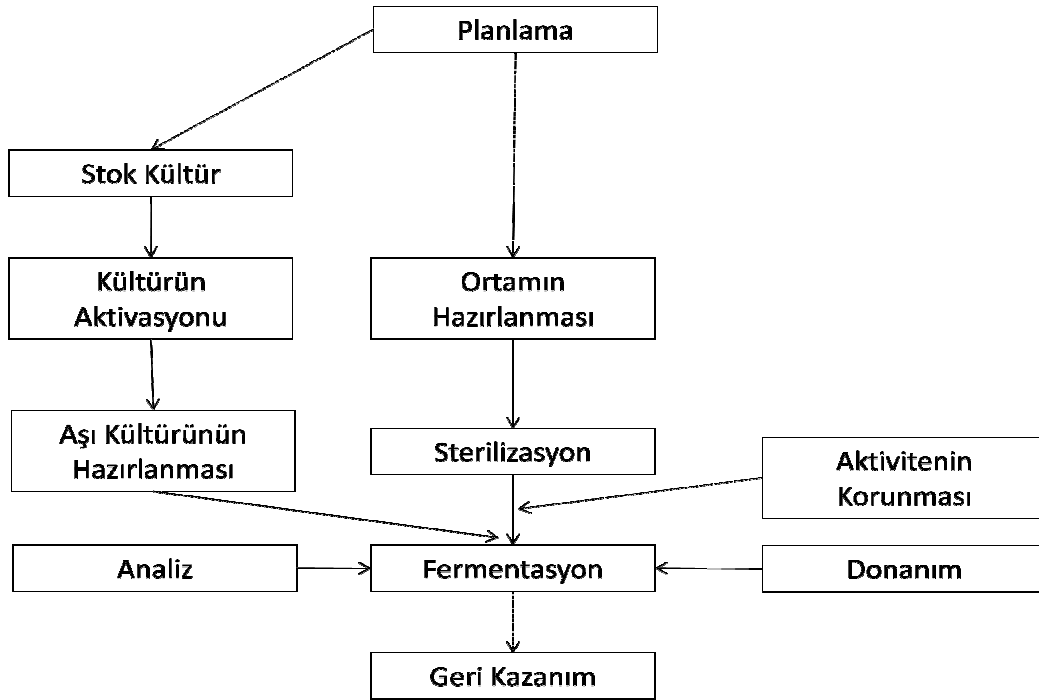 Planlama
Stok Kültür
Kültürün
Aktivasyonu
Ortamın
Hazırlanması
Aşı Kültürünün
Hazırlanması
Sterilizasyon
Aktivitenin
Korunması
Analiz
Fermentasyon
Donanım
Geri Kazanım